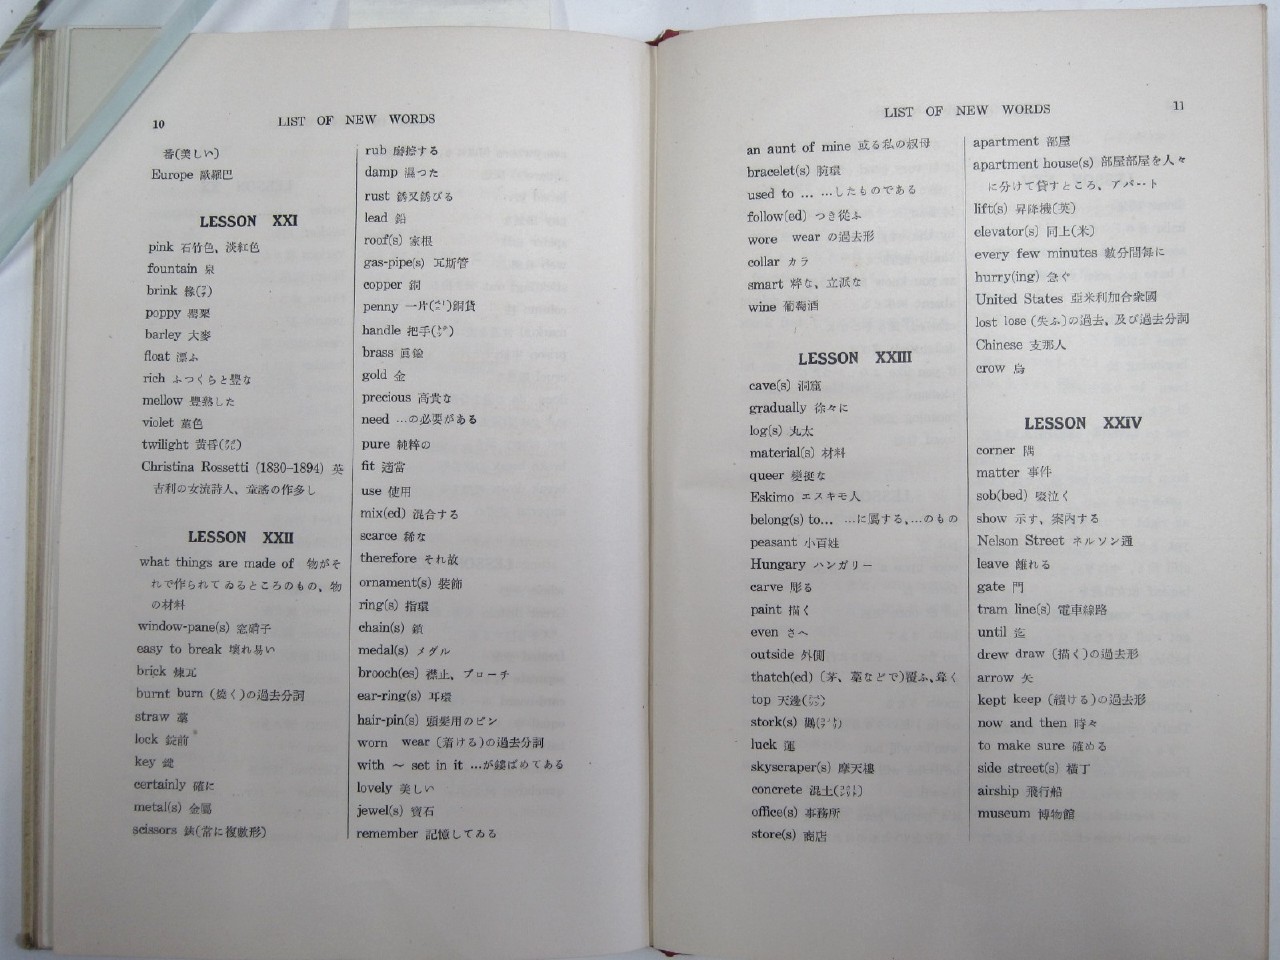 10 LIST OF NEW WORDS
番(美しい)
Europe 歐羅巴
LESSON XXI
pink 石竹色、淡紅色
fountain 泉
brink 緣
poppy 罌粟
barley 大麥
float 漂ふ
rich ふつくらと豐な
mellow 豐熟した
violet 菫色
twilight 黄昏
Christina Rossetti (1830–1894) 英
吉利の女流詩人、童謠の作多し
LESSON XXII
what things are made of 物がそ
れで作られてゐるところのもの、物
の材料
window-pane(s) 窓硝子
easy to break 壞れ易い
brick 煉瓦
burnt burn (燒く)の過去分詞
straw 藁
lock 錠前
key 鍵
certainly 確に
metal(s) 金屬
scissors 鋏(常に複數形)
rub 磨擦する
damp 濕つた
rust 銹又銹びる
lead 鉛
roof(s) 家根
gas-pipe(s) 瓦斯管
copper 銅
penny 一片銅貨
handle 把手
brass 眞鍮
gold 金
precious 高貴な
need …の必要がある
pure 純粹の
fit 適當
use 使用
mix(ed) 混合する
scarce 稀な
therefore それ故
ornament(s) 裝飾
ring(s) 指環
chain(s) 鎖
medal(s) メダル
brooch(es) 襟止、ブローチ
ear-ring(s) 耳環
hair-pin(s) 頭髮用のピン
worn wear (着ける)の過去分詞
with ~ set in it …が鏤ばめてある
lovely 美しい
jewel(s) 寶石
remember 記憶してゐる
LIST OF NEW WORDS 11
an aunt of mine 或る私の叔母
bracelet(s) 腕環
used to … …したものである
follow(ed) つき從ふ
wore wear の過去形
collar カラ
smart 粹な、立派な
wine 葡萄酒
LESSON XXIII
cave(s) 洞窟
gradually 徐々に
log(s) 丸太
material(s) 材料
queer 變挺な
Eskimo エスキモ人
belong(s) to… …に屬する,…のもの
peasant 小百姓
Hungary ハンガリー
carve 彫る
paint 描く
even さへ
outside 外側
thatch(ed) (茅、藁などで)覆ふ、葺く
top 天邊
stork(s) 鸛
luck 運
skyscraper(s) 摩天樓
concrete 混土
office(s) 事務所
store(s) 商店
apartment 部屋
apartment house(s) 部屋部屋を人々
に分けて貸すところ、アパート
lift(s) 昇降機(英)
elevator(s) 同上(米)
every few minutes 數分間每に
hurry(ing) 急ぐ
United States 亞米利加合衆國
lost lose (失ふ)の過去、及び過去分詞
Chinese 支那人
crow 烏
LESSON XXIV
corner 隅
matter 事件
sob(bed) 啜泣く
show 示す、案內する
Nelson Street ネルソン通
leave 離れる
gate 門
tram line(s) 電車線路
until 迄
drew draw (描く)の過去形
arrow 矢
kept keep (續ける)の過去形
now and then 時々
to make sure 確める
side street(s) 橫丁
airship 飛行船
museum 博物館